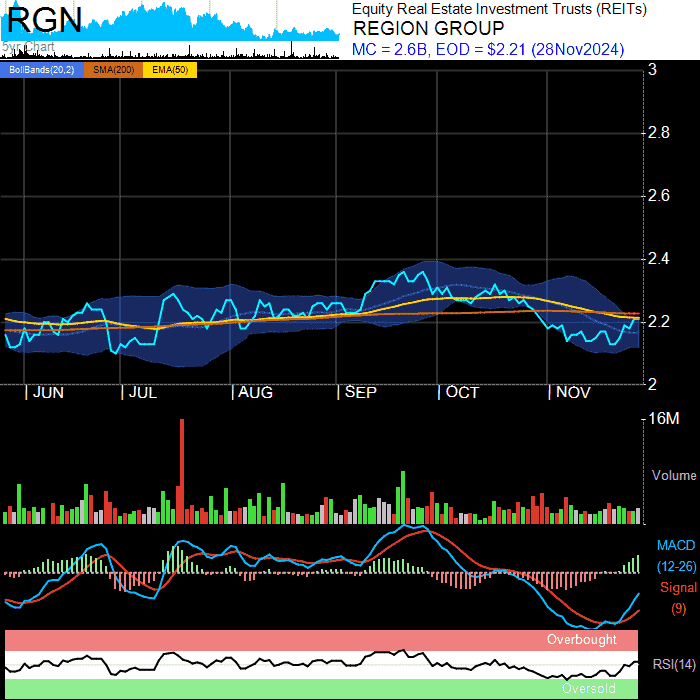 RGN
5yr Chart
Equity Real Estate Investment Trusts (REITs)
REGION GROUP
MC = 2.6B, EOD = $2.21 (28Nov2024)
BollBands(20,2) SMA(200) EMA(50)
3
2.8
2.6
2.4
2.2
2
JUN JUL AUG SEP OCT NOV
16M
Volume
MACD
(12-26)
Signal
(9)
Overbought
RSI(14)
Oversold